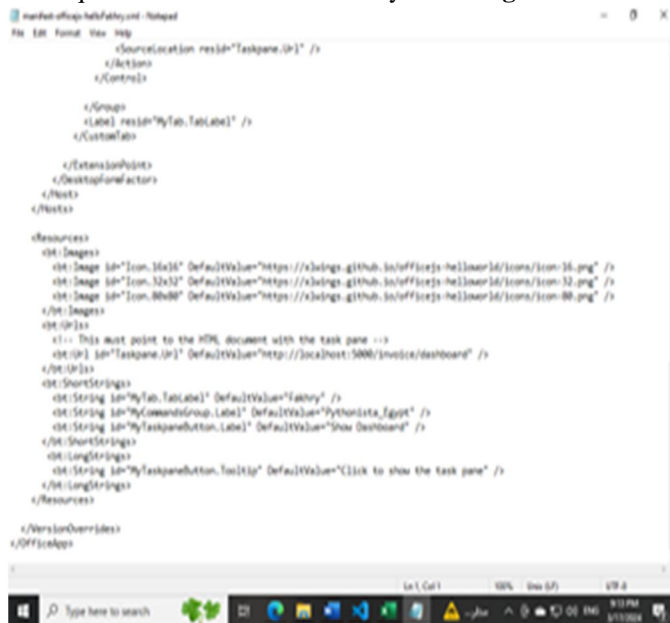 manifest-officejs-hellofakhry.xml - Notepad
File Edit Format View Help
<SourceLocation resid="Taskpane.Url" />
</Action>
</Control>
</Group>
<Label resid="MyTab.TabLabel" />
</CustomTab>
</ExtensionPoint>
</DesktopFormFactor>
</Host>
</Hosts>
<Resources>
<bt:Images>
<bt:Image id="Icon.16x16" DefaultValue="https://xlwings.github.io/officejs-helloworld/icons/icon-16.png" />
<bt:Image id="Icon.32x32" DefaultValue="https://xlwings.github.io/officejs-helloworld/icons/icon-32.png" />
<bt:Image id="Icon.80x80" DefaultValue="https://xlwings.github.io/officejs-helloworld/icons/icon-80.png" />
</bt:Images>
<bt:Urls>
<!-- This must point to the HTML document with the task pane -->
<bt:Url id="Taskpane.Url" DefaultValue="http://localhost:5000/invoice/dashboard" />
</bt:Urls>
<bt:ShortStrings>
<bt:String id="MyTab.TabLabel" DefaultValue="Fakhry" />
<bt:String id="MyCommandsGroup.Label" DefaultValue="Pythonista_Egypt" />
<bt:String id="MyTaskpaneButton.Label" DefaultValue="Show Dashboard" />
</bt:ShortStrings>
<bt:LongStrings>
<bt:String id="MyTaskpaneButton.Tooltip" DefaultValue="Click to show the task pane" />
</bt:LongStrings>
</Resources>
</VersionOverrides>
</OfficeApp>
Ln 1, Col 1 100% Unix (LF) UTF-8
Type here to search ENG 9:13 PM